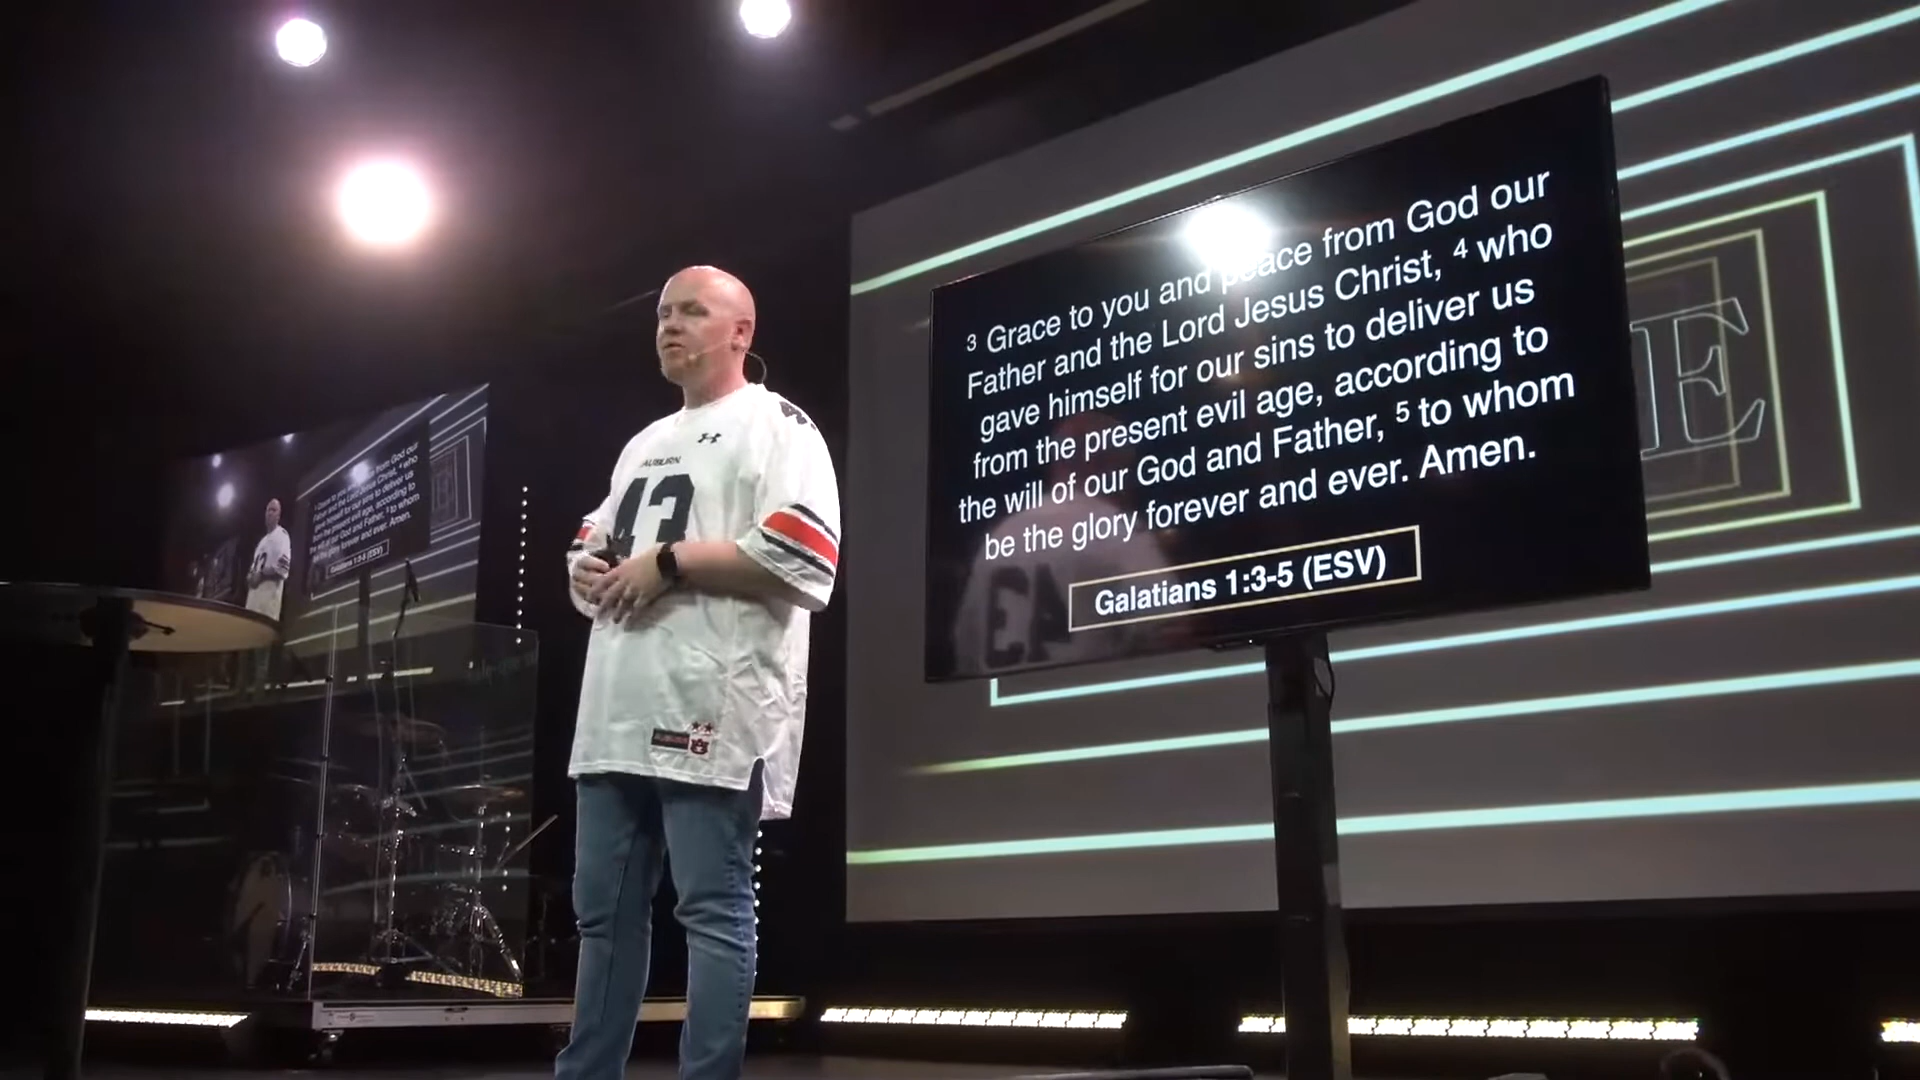 3 Grace to you and peace from God our
Father and the Lord Jesus Christ, 4 who
gave himself for our sins to deliver us
from the present evil age, according to
the will of our God and Father, 5 to whom
be the glory forever and ever. Amen.
Galatians 1:3-5 (ESV)
E
AUBURN
43
AUBURN
AU